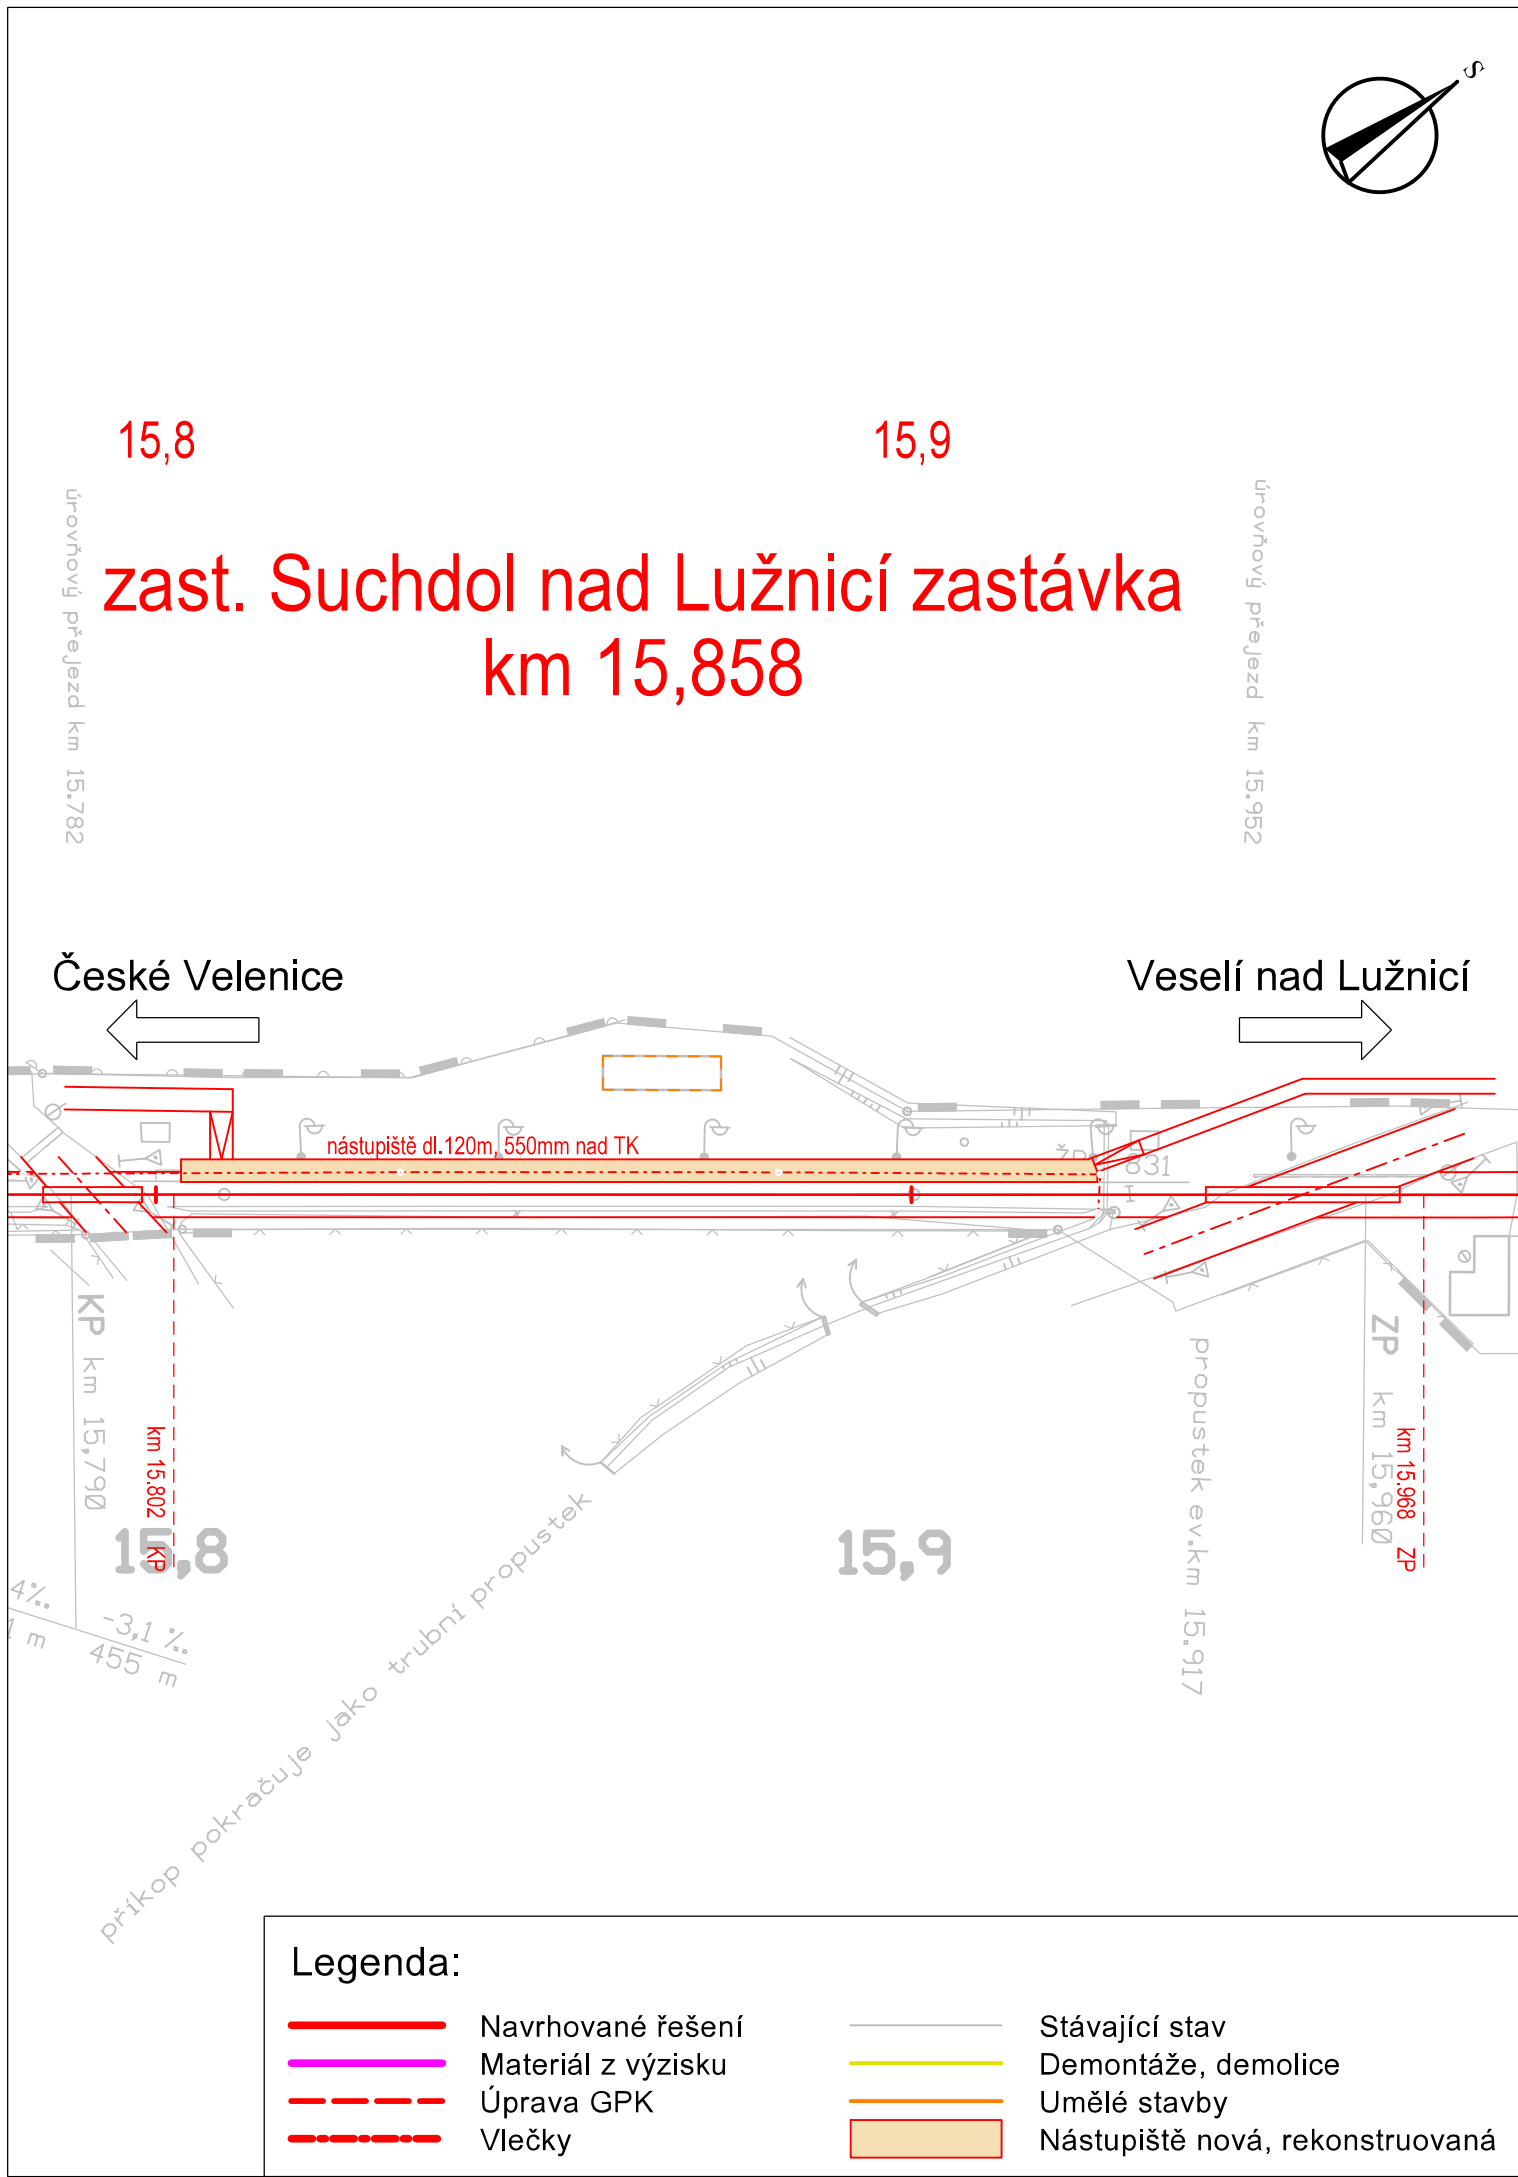 S
15,8
15,9
úrovňový přejezd km 15.782
úrovňový přejezd km 15.952
zast. Suchdol nad Lužnicí zastávka
km 15,858
České Velenice
Veselí nad Lužnicí
nástupiště dl.120m, 550mm nad TK
831
KP km 15,790
km 15.802 KP
ZP km 15,960
km 15.968 ZP
propustek ev.km 15.917
15,8
15,9
4‰
-3,1 ‰
m
455 m
příkop pokračuje jako trubní propustek
Legenda:
Navrhované řešení
Materiál z výzisku
Úprava GPK
Vlečky
Stávající stav
Demontáže, demolice
Umělé stavby
Nástupiště nová, rekonstruovaná